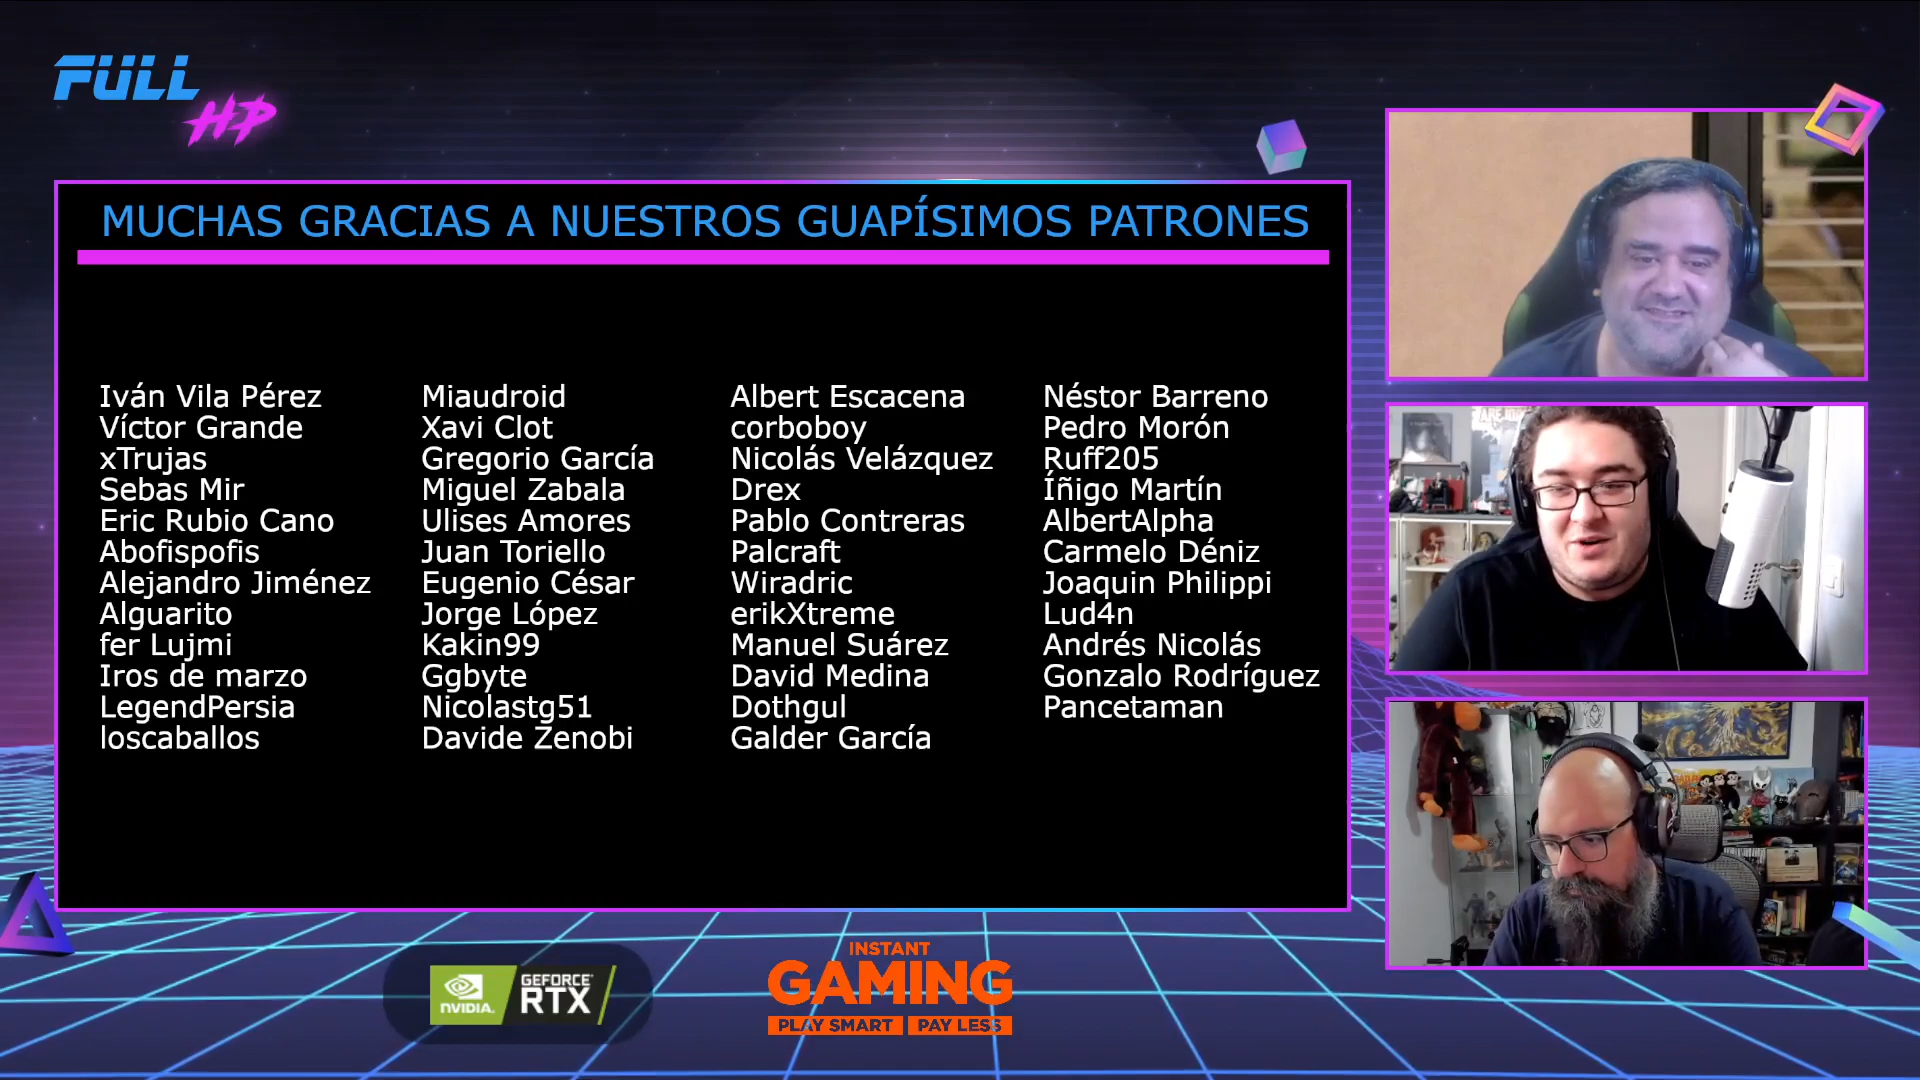 FULL
HP
MUCHAS GRACIAS A NUESTROS GUAPÍSIMOS PATRONES
Iván Vila Pérez
Víctor Grande
xTrujas
Sebas Mir
Eric Rubio Cano
Abofispofis
Alejandro Jiménez
Alguarito
fer Lujmi
Iros de marzo
LegendPersia
loscaballos
Miaudroid
Xavi Clot
Gregorio García
Miguel Zabala
Ulises Amores
Juan Toriello
Eugenio César
Jorge López
Kakin99
Ggbyte
Nicolastg51
Davide Zenobi
Albert Escacena
corboboy
Nicolás Velázquez
Drex
Pablo Contreras
Palcraft
Wiradric
erikXtreme
Manuel Suárez
David Medina
Dothgul
Galder García
Néstor Barreno
Pedro Morón
Ruff205
Íñigo Martín
AlbertAlpha
Carmelo Déniz
Joaquin Philippi
Lud4n
Andrés Nicolás
Gonzalo Rodríguez
Pancetaman
NVIDIA.
GEFORCE
RTX
INSTANT
GAMING
PLAY SMART PAY LESS